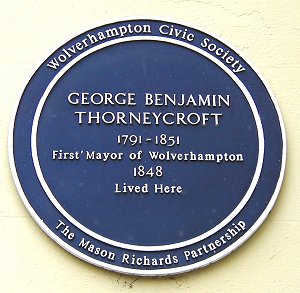 Wolverhampton Civic Society
GEORGE BENJAMIN
THORNEYCROFT
1791-1851
First Mayor of Wolverhampton
1848
Lived Here
The Mason Richards Partnership